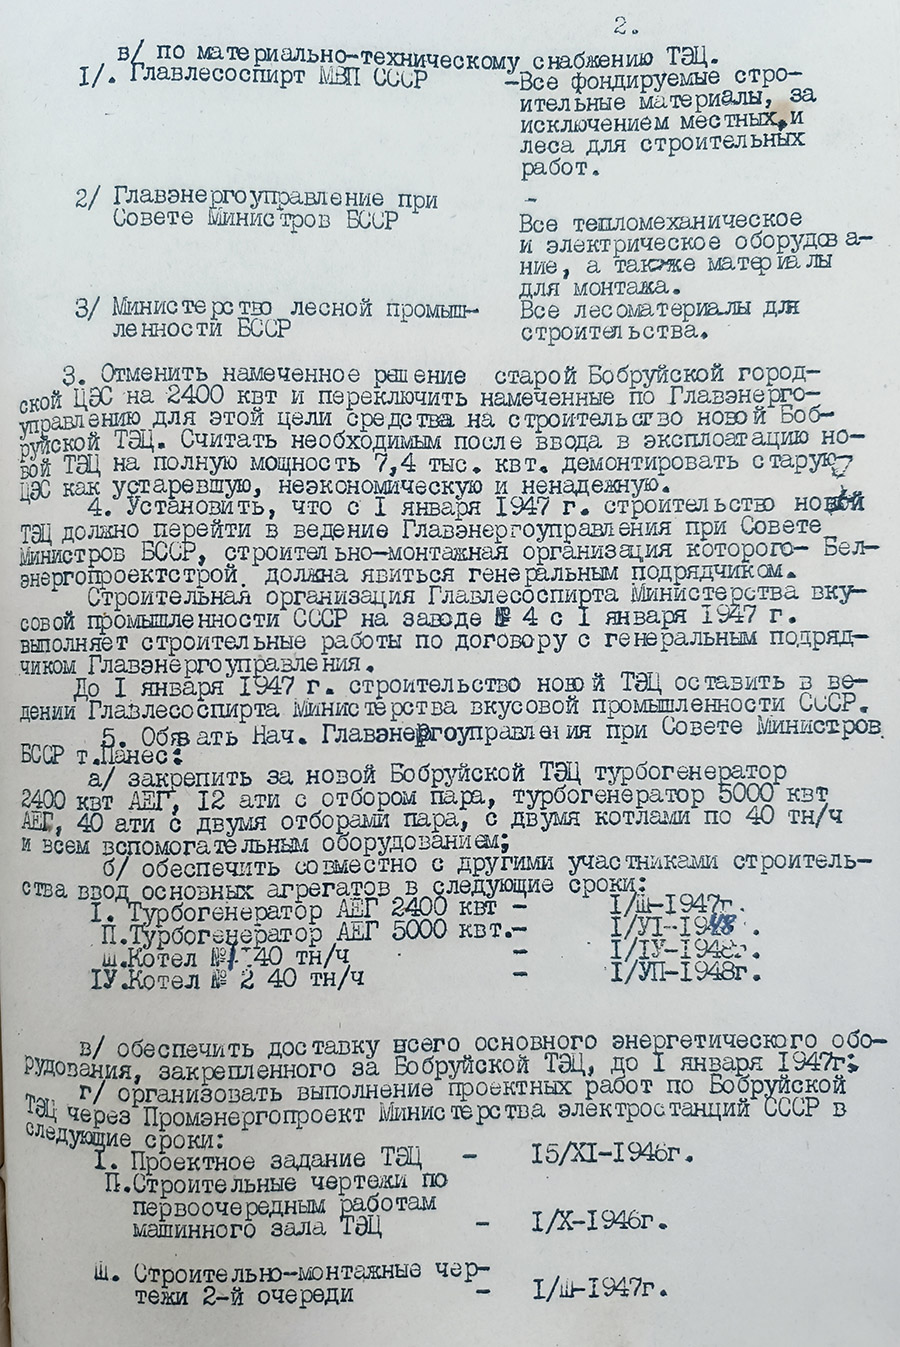 2.
в/ по материально-техническому снабжению ТЭЦ.
I/. Главлесоспирт МВП СССР -Все фондируемые стро-
ительные материалы, за
исключением местных, и
леса для строительных
работ.
2/ Главэнергоуправление при -
Совете Министров БССР Все тепломеханическое
и электрическое оборудова-
ние, а также материалы
для монтажа.
3/ Министерство лесной промыш- Все лесоматериалы для
ленности БССР строительства.
3. Отменить намеченное решение старой Бобруйской город-
ской ЦЭС на 2400 квт и переключить намеченные по Главэнерго-
управлению для этой цели средства на строительство новой Боб-
руйской ТЭЦ. Считать необходимым после ввода в эксплоатацию но-
вой ТЭЦ на полную мощность 7,4 тыс. квт. демонтировать старую
ЦЭС как устаревшую, неэкономическую и ненадежную.
4. Установить, что с I января 1947 г. строительство новой
ТЭЦ должно перейти в ведение Главэнергоуправления при Совете
Министров БССР, строительно-монтажная организация которого- Бел-
энергопроектстрой, должна явиться генеральным подрядчиком.
Строительная организация Главлесоспирта Министерства вку-
совой промышленности СССР на заводе № 4 с I января 1947 г.
выполняет строительные работы по договору с генеральным подряд-
чиком Главэнергоуправления.
До I января 1947 г. строительство новой ТЭЦ оставить в ве-
дении Главлесоспирта Министерства вкусовой промышленности СССР.
5. Обязать Нач. Главэнергоуправления при Совете Министров
БССР т.Панес:
а/ закрепить за новой Бобруйской ТЭЦ турбогенератор
2400 квт АЕГ, I2 ати с отбором пара, турбогенератор 5000 квт
АЕГ, 40 ати с двумя отборами пара, с двумя котлами по 40 тн/ч
и всем вспомогательным оборудованием;
б/ обеспечить совместно с другими участниками строитель-
ства ввод основных агрегатов в следующие сроки:
I. Турбогенератор АЕГ 2400 квт - I/Ш-1947г.
П.Турбогенератор АЕГ 5000 квт.- I/УI-1948 .
Ш.Котел №1 40 тн/ч - I/IУ-1948г.
IУ.Котел № 2 40 тн/ч - I/УП-1948г.
в/ обеспечить доставку всего основного энергетического обо-
рудования, закрепленного за Бобруйской ТЭЦ, до I января 1947г;
г/ организовать выполнение проектных работ по Бобруйской
ТЭЦ через Промэнергопроект Министерства электростанций СССР в
следующие сроки:
I. Проектное задание ТЭЦ - I5/XI-1946г.
П.Строительные чертежи по
первоочередным работам
машинного зала ТЭЦ - I/X-1946г.
Ш. Строительно-монтажные чер-
тежи 2-й очереди - I/Ш-1947г.